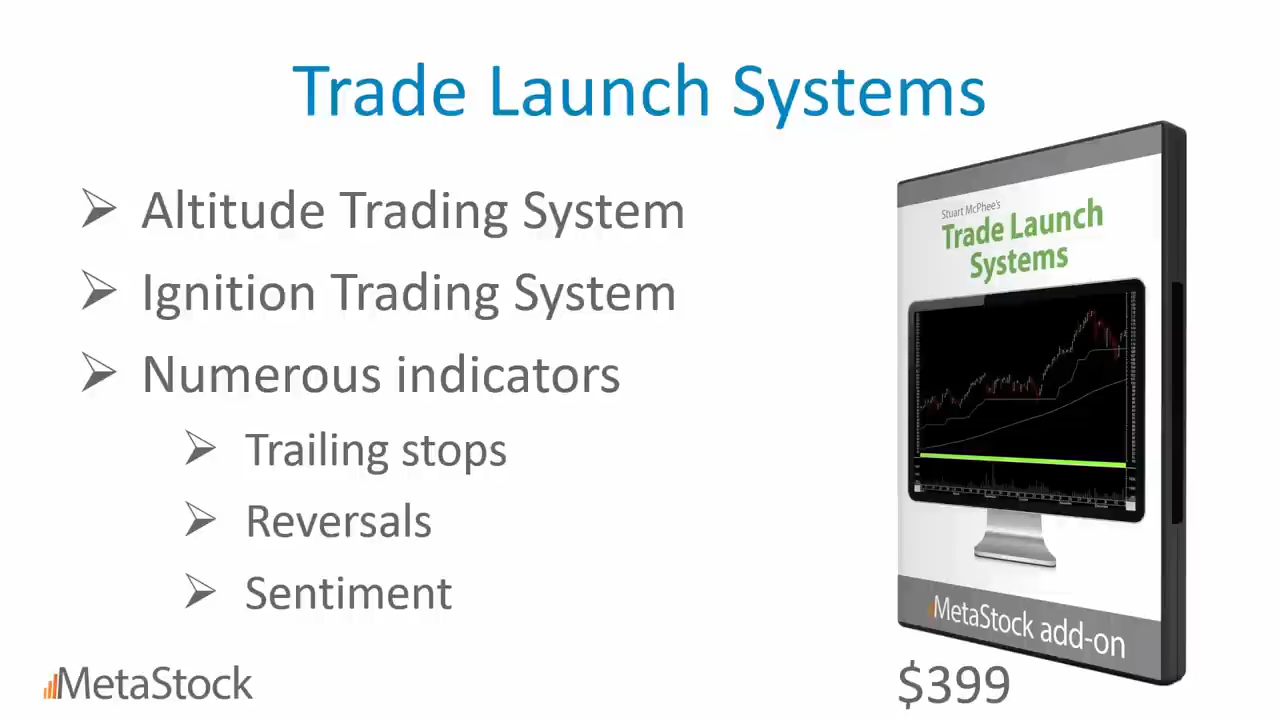 Trade Launch Systems
Altitude Trading System
Ignition Trading System
Numerous indicators
Trailing stops
Reversals
Sentiment
Stuart McPhee's
Trade Launch
Systems
MetaStock add-on
MetaStock
$399